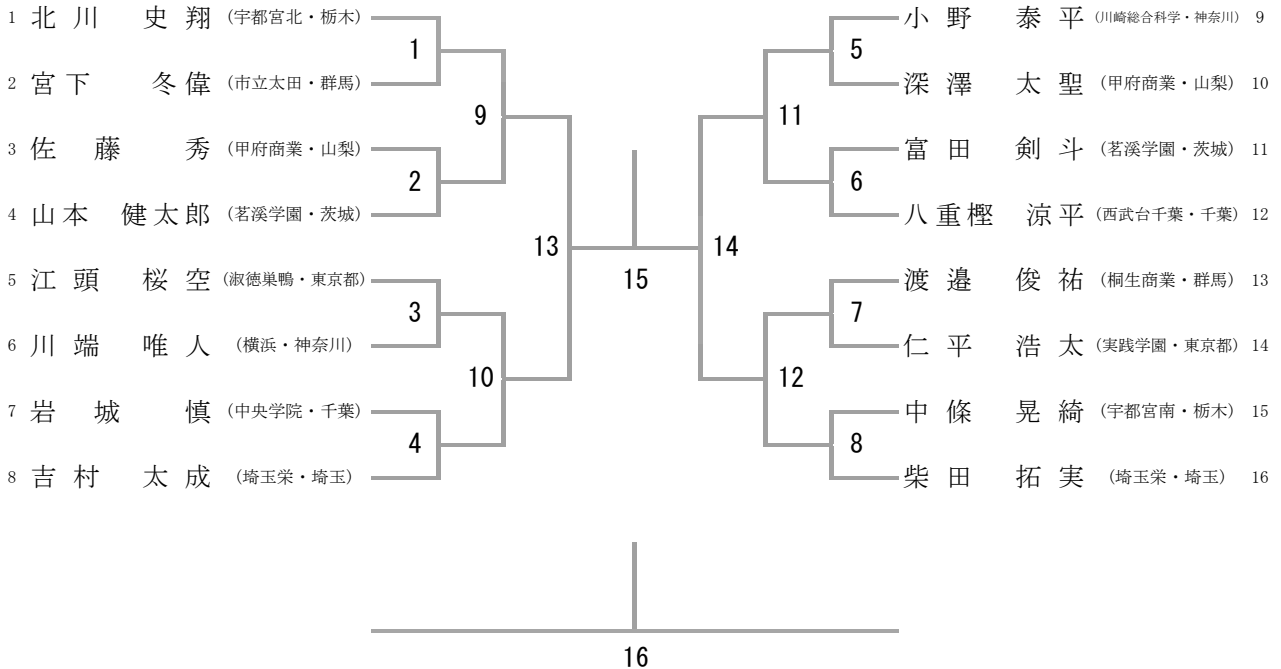 1 北川 史翔 (宇都宮北・栃木)
2 宮下 冬偉 (市立太田・群馬)
3 佐藤 秀 (甲府商業・山梨)
4 山本 健太郎 (茗溪学園・茨城)
5 江頭 桜空 (淑徳巣鴨・東京都)
6 川端 唯人 (横浜・神奈川)
7 岩城 慎 (中央学院・千葉)
8 吉村 太成 (埼玉栄・埼玉)
1
2
3
4
9
10
13
15
14
11
12
5
6
7
8
小野 泰平 (川崎総合科学・神奈川) 9
深澤 太聖 (甲府商業・山梨) 10
富田 剣斗 (茗溪学園・茨城) 11
八重樫 涼平 (西武台千葉・千葉) 12
渡邉 俊祐 (桐生商業・群馬) 13
仁平 浩太 (実践学園・東京都) 14
中條 晃綺 (宇都宮南・栃木) 15
柴田 拓実 (埼玉栄・埼玉) 16
16